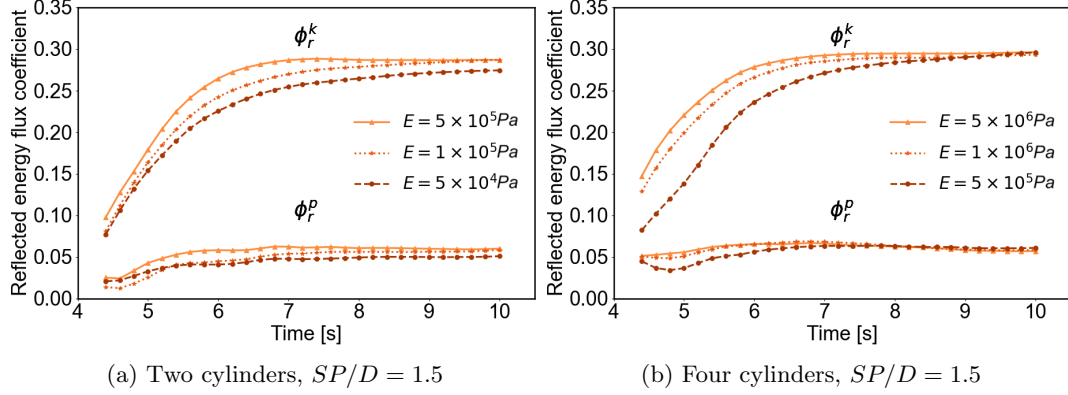 Reflected energy flux coefficient
0.35
0.30
0.25
0.20
0.15
0.10
0.05
0.00
ϕ_r^k
E = 5 × 10^5 Pa
E = 1 × 10^5 Pa
E = 5 × 10^4 Pa
ϕ_r^p
4 5 6 7 8 9 10
Time [s]
(a) Two cylinders, SP/D = 1.5
Reflected energy flux coefficient
0.35
0.30
0.25
0.20
0.15
0.10
0.05
0.00
ϕ_r^k
E = 5 × 10^6 Pa
E = 1 × 10^6 Pa
E = 5 × 10^5 Pa
ϕ_r^p
4 5 6 7 8 9 10
Time [s]
(b) Four cylinders, SP/D = 1.5